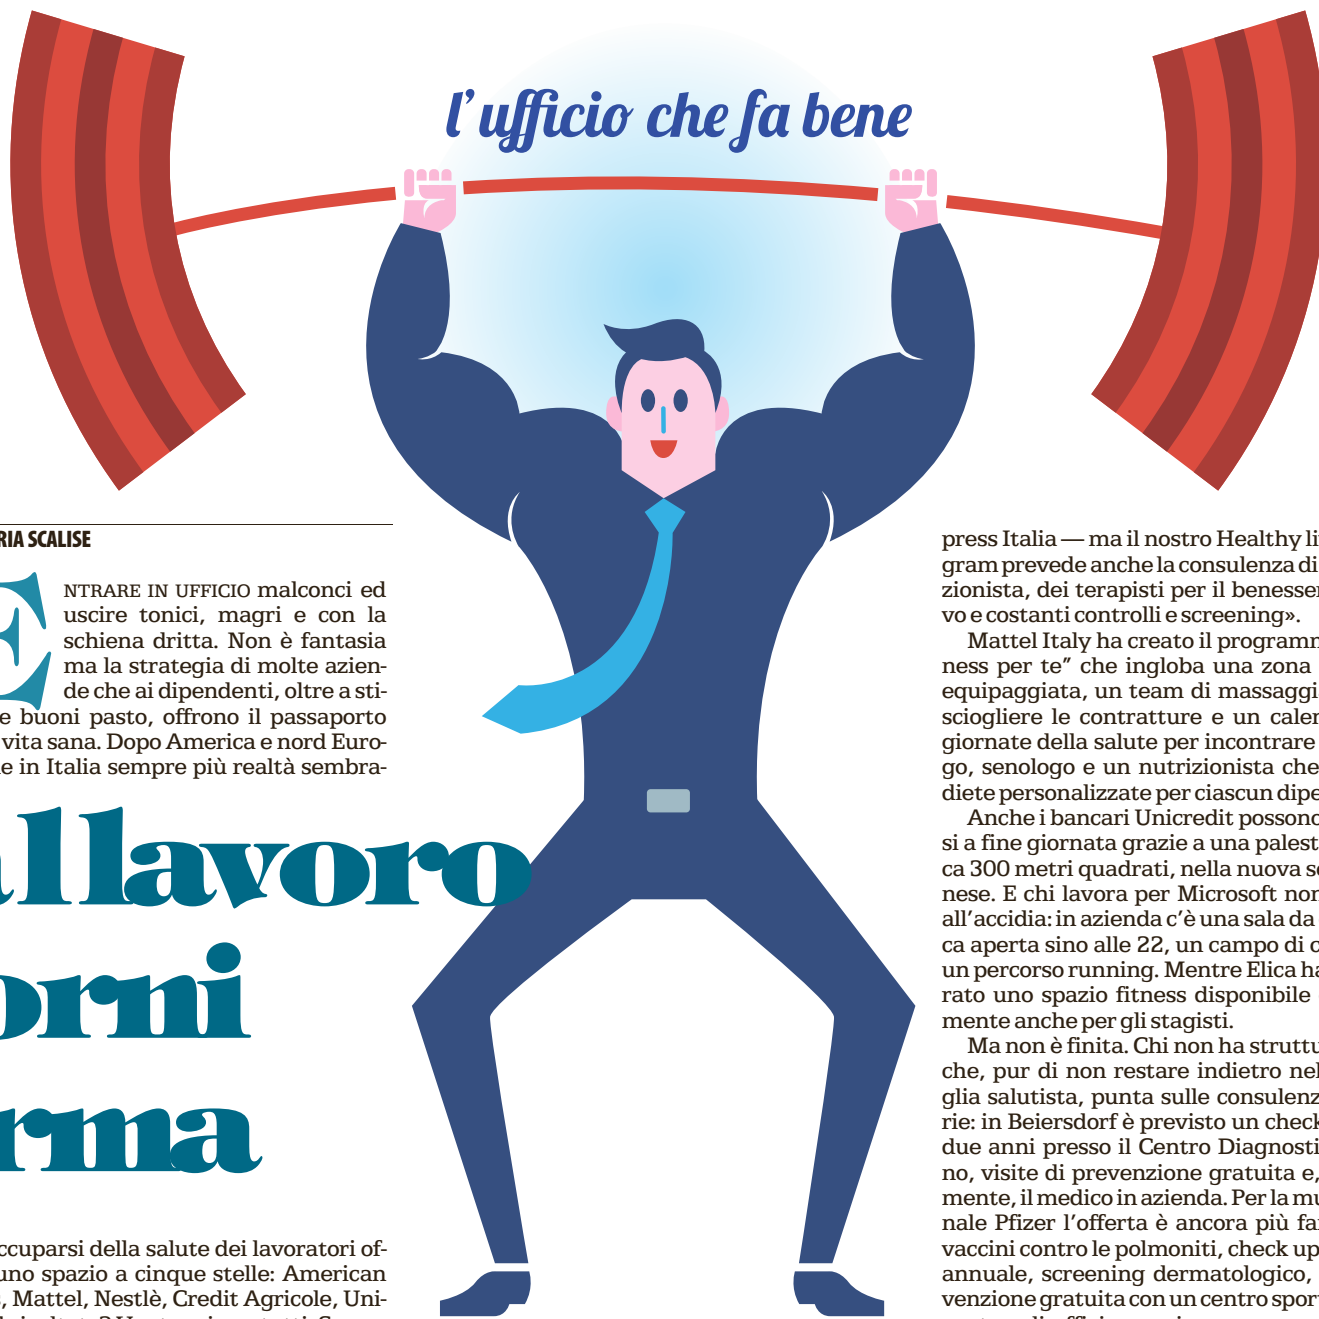 l'ufficio che fa bene
RIA SCALISE
ENTRARE IN UFFICIO malconci ed
uscire tonici, magri e con la
schiena dritta. Non è fantasia
ma la strategia di molte azien-
de che ai dipendenti, oltre a sti-
e buoni pasto, offrono il passaporto
vita sana. Dopo America e nord Euro-
e in Italia sempre più realtà sembra-
al lavoro
orni
rma
ccuparsi della salute dei lavoratori of-
uno spazio a cinque stelle: American
s, Mattel, Nestlè, Credit Agricole, Uni-
press Italia — ma il nostro Healthy li
gram prevede anche la consulenza di
zionista, dei terapisti per il benesser
vo e costanti controlli e screening».
Mattel Italy ha creato il programm
ness per te” che ingloba una zona
equipaggiata, un team di massaggi
sciogliere le contratture e un caler
giornate della salute per incontrare
go, senologo e un nutrizionista che
diete personalizzate per ciascun dipe
Anche i bancari Unicredit possono
si a fine giornata grazie a una palest
ca 300 metri quadrati, nella nuova se
nese. E chi lavora per Microsoft non
all'accidia: in azienda c'è una sala da
ca aperta sino alle 22, un campo di c
un percorso running. Mentre Elica ha
rato uno spazio fitness disponibile
mente anche per gli stagisti.
Ma non è finita. Chi non ha struttu
che, pur di non restare indietro nel
glia salutista, punta sulle consulenz
rie: in Beiersdorf è previsto un check
due anni presso il Centro Diagnosti
no, visite di prevenzione gratuita e,
mente, il medico in azienda. Per la mu
nale Pfizer l'offerta è ancora più fa
vaccini contro le polmoniti, check up
annuale, screening dermatologico,
venzione gratuita con un centro spor